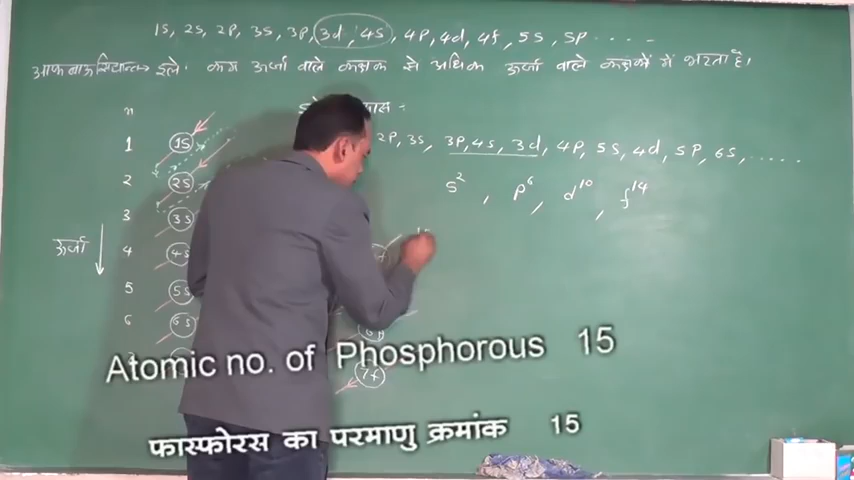 1S, 2S, 2P, 3S, 3P, 3d, 4S, 4P, 4d, 4f, 5S, 5P ....
इले. कम ऊर्जा वाले कक्षक से अधिक ऊर्जा वाले कक्षकों में भरता है।
n
1 1S 2P, 3S, 3P, 4S, 3d, 4P, 5S, 4d, 5P, 6S, .....
2 2S S², P⁶, d¹⁰, f¹⁴
3 3S
ऊर्जा 4 4S
5 5S
6 6S
7f
Atomic no. of Phosphorous 15
फास्फोरस का परमाणु क्रमांक 15